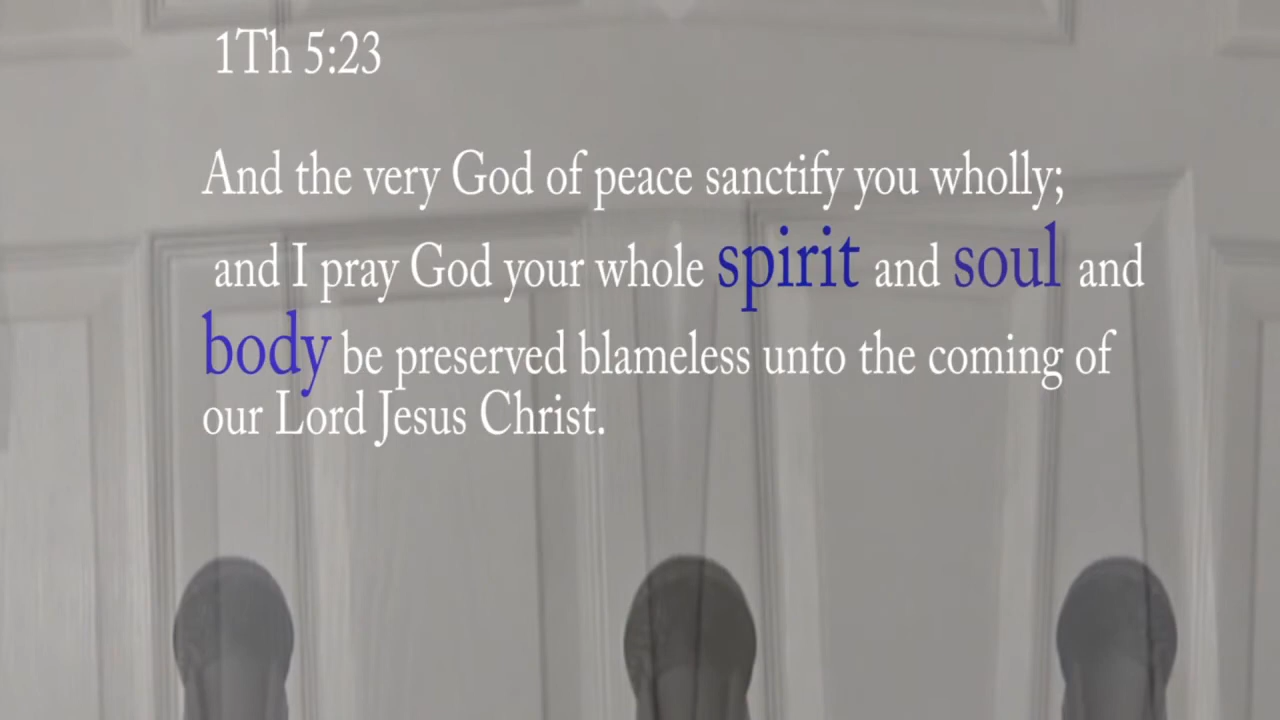 1Th 5:23
And the very God of peace sanctify you wholly;
and I pray God your whole spirit and soul and
body be preserved blameless unto the coming of
our Lord Jesus Christ.